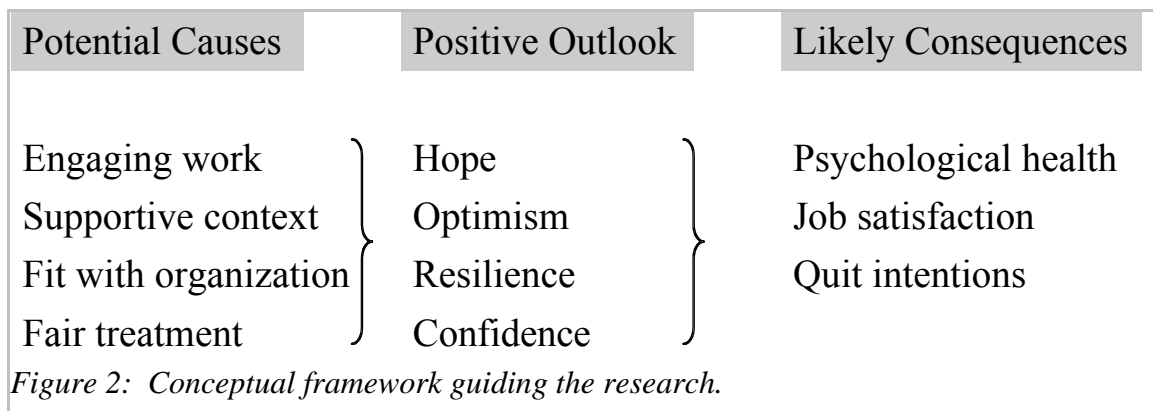 Potential Causes Positive Outlook Likely Consequences
Engaging work Hope Psychological health
Supportive context Optimism Job satisfaction
Fit with organization Resilience Quit intentions
Fair treatment Confidence
Figure 2: Conceptual framework guiding the research.